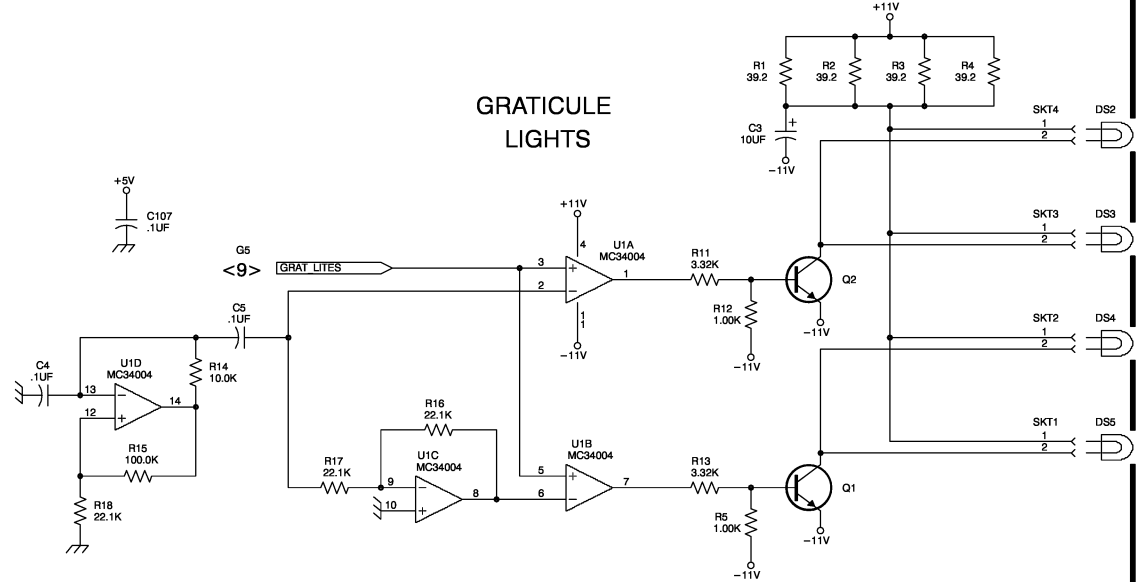 +11V
R1
39.2
R2
39.2
R3
39.2
R4
39.2
GRATICULE
LIGHTS
C3
10UF
+
-11V
SKT4
DS2
1
2
+5V
C107
.1UF
SKT3
DS3
1
2
+11V
4
U1A
MC34004
G5
<9>
GRAT_LITES
3
+
2
−
1
11
-11V
R11
3.32K
R12
1.00K
-11V
Q2
-11V
C5
.1UF
SKT2
DS4
1
2
C4
.1UF
U1D
MC34004
13
−
12
+
14
R14
10.0K
R15
100.0K
R18
22.1K
R16
22.1K
R17
22.1K
U1C
MC34004
9
−
10
+
8
U1B
MC34004
5
+
6
−
7
R13
3.32K
R5
1.00K
-11V
Q1
-11V
SKT1
DS5
1
2